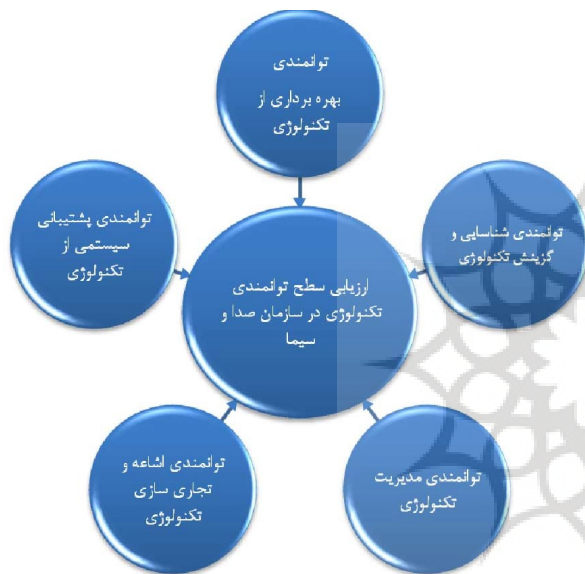 توانمندی
بهره برداری از
تکنولوژی
توانمندی شناسایی و
گزینش تکنولوژی
توانمندی پشتیبانی
سیستمی از
تکنولوژی
ارزیابی سطح توانمندی
تکنولوژی در سازمان صدا و
سیما
توانمندی مدیریت
تکنولوژی
توانمندی اشاعه و
تجاری سازی
تکنولوژی